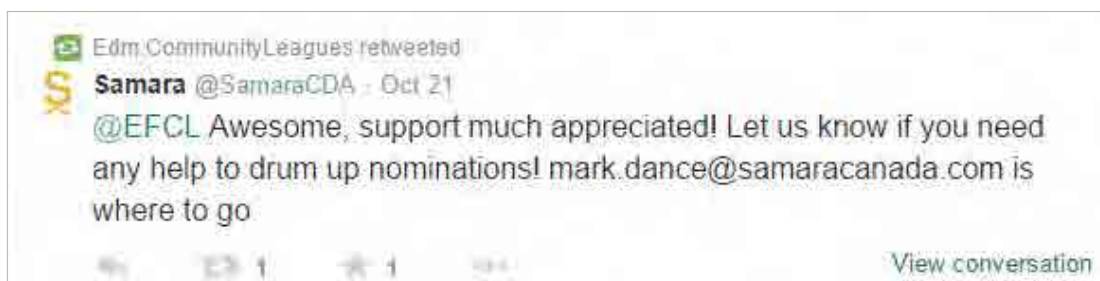 Edm CommunityLeagues retweeted
Samara @SamaraCDA · Oct 21
@EFCL Awesome, support much appreciated! Let us know if you need
any help to drum up nominations! mark.dance@samaracanada.com is
where to go
1 1 View conversation